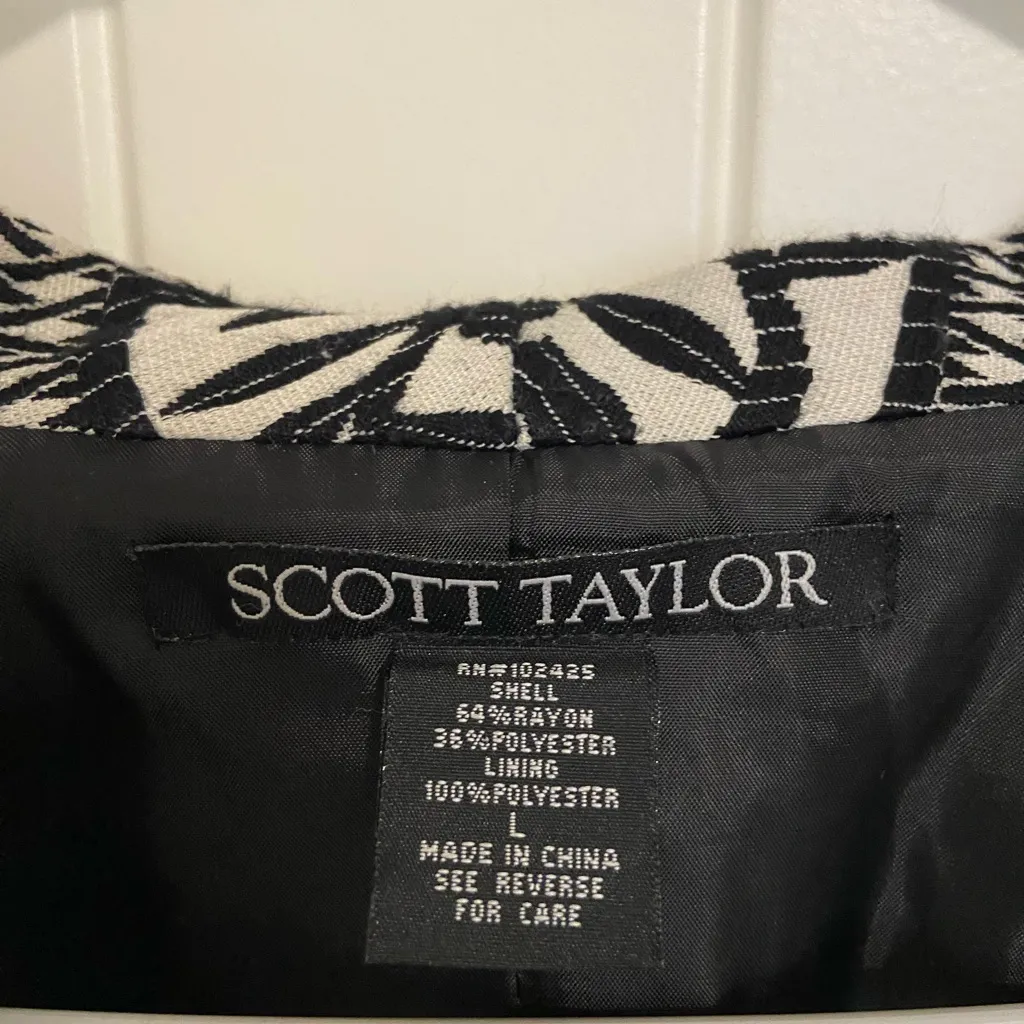 SCOTT TAYLOR
RN#102425
SHELL
64%RAYON
36%POLYESTER
LINING
100%POLYESTER
L
MADE IN CHINA
SEE REVERSE
FOR CARE